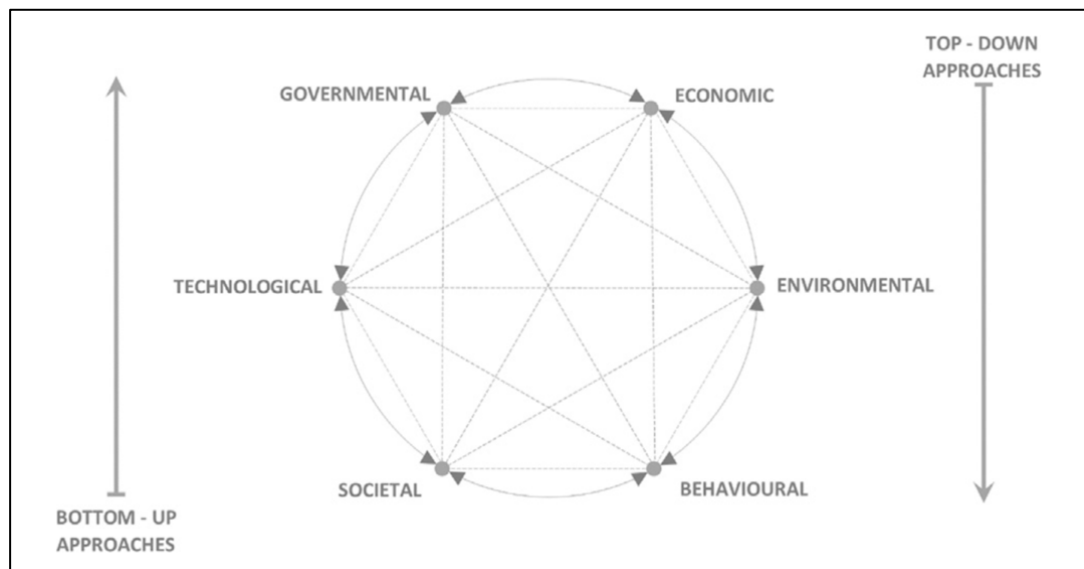 TOP - DOWN
APPROACHES
GOVERNMENTAL
ECONOMIC
TECHNOLOGICAL
ENVIRONMENTAL
SOCIETAL
BEHAVIOURAL
BOTTOM - UP
APPROACHES